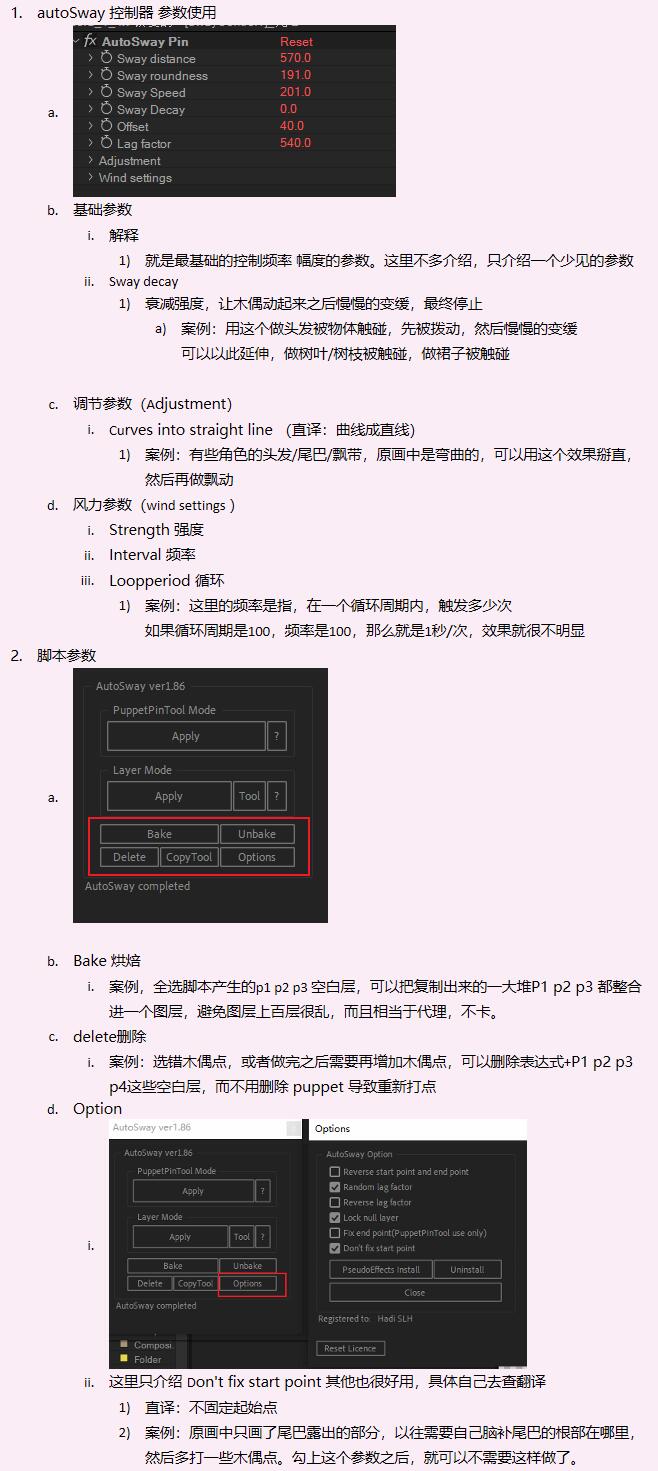 1. autoSway 控制器 参数使用
a.
fx AutoSway Pin Reset
Sway distance 570.0
Sway roundness 191.0
Sway Speed 201.0
Sway Decay 0.0
Offset 40.0
Lag factor 540.0
Adjustment
Wind settings
b. 基础参数
i. 解释
1) 就是最基础的控制频率 幅度的参数。这里不多介绍，只介绍一个少见的参数
ii. Sway decay
1) 衰减强度，让木偶动起来之后慢慢的变缓，最终停止
a) 案例：用这个做头发被物体触碰，先被拨动，然后慢慢的变缓
可以以此延伸，做树叶/树枝被触碰，做裙子被触碰
c. 调节参数（Adjustment）
i. Curves into straight line （直译：曲线成直线）
1) 案例：有些角色的头发/尾巴/飘带，原画中是弯曲的，可以用这个效果掰直，
然后再做飘动
d. 风力参数（wind settings ）
i. Strength 强度
ii. Interval 频率
iii. Loopperiod 循环
1) 案例：这里的频率是指，在一个循环周期内，触发多少次
如果循环周期是100，频率是100，那么就是1秒/次，效果就很不明显
2. 脚本参数
a.
AutoSway ver1.86
PuppetPinTool Mode
Apply ?
Layer Mode
Apply Tool ?
Bake Unbake
Delete CopyTool Options
AutoSway completed
b. Bake 烘焙
i. 案例，全选脚本产生的p1 p2 p3 空白层，可以把复制出来的一大堆P1 p2 p3 都整合
进一个图层，避免图层上百层很乱，而且相当于代理，不卡。
c. delete删除
i. 案例：选错木偶点，或者做完之后需要再增加木偶点，可以删除表达式+P1 p2 p3
p4这些空白层，而不用删除 puppet 导致重新打点
d. Option
i.
AutoSway ver1.86
AutoSway ver1.86
PuppetPinTool Mode
Apply ?
Layer Mode
Apply Tool ?
Bake Unbake
Delete CopyTool Options
AutoSway completed
Composi.
Folder
Options
AutoSway Option
Reverse start point and end point
Random lag factor
Reverse lag factor
Lock null layer
Fix end point(PuppetPinTool use only)
Don't fix start point
PseudoEffects Install Uninstall
Close
Registered to: Hadi SLH
Reset Licence
ii. 这里只介绍 Don't fix start point 其他也很好用，具体自己去查翻译
1) 直译：不固定起始点
2) 案例：原画中只画了尾巴露出的部分，以往需要自己脑补尾巴的根部在哪里，
然后多打一些木偶点。勾上这个参数之后，就可以不需要这样做了。